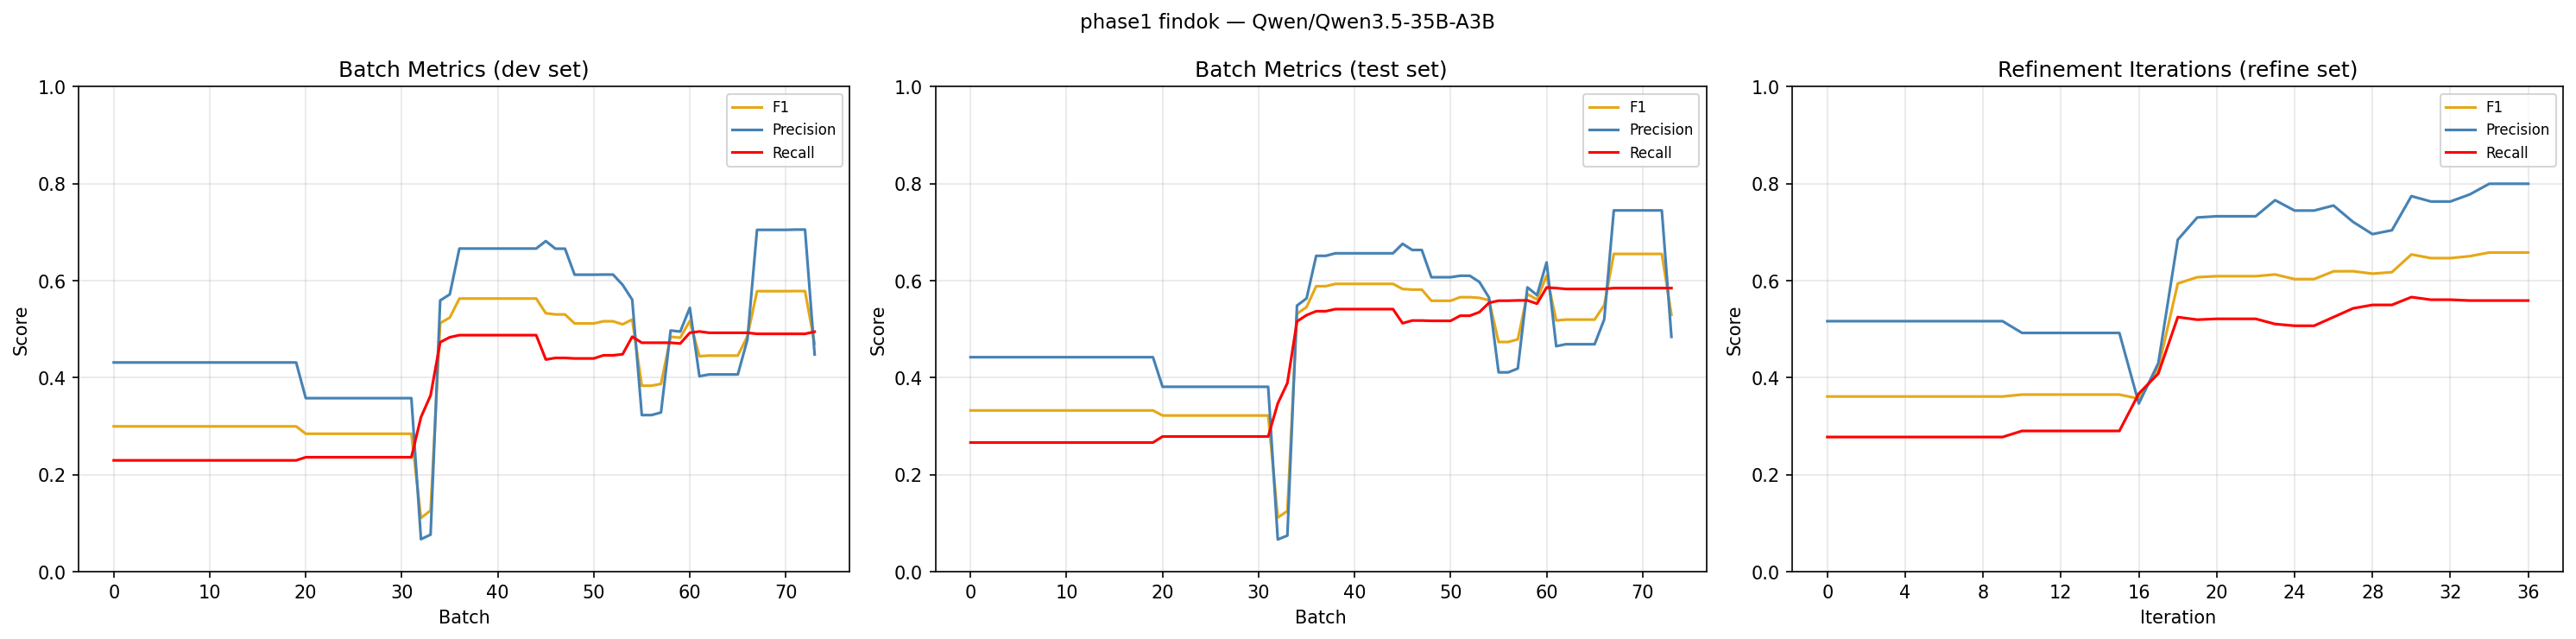 phase1 findok — Qwen/Qwen3.5-35B-A3B
Batch Metrics (dev set)
1.0
0.8
0.6
0.4
0.2
0.0
Score
F1
Precision
Recall
0 10 20 30 40 50 60 70
Batch
Batch Metrics (test set)
1.0
0.8
0.6
0.4
0.2
0.0
Score
F1
Precision
Recall
0 10 20 30 40 50 60 70
Batch
Refinement Iterations (refine set)
1.0
0.8
0.6
0.4
0.2
0.0
Score
F1
Precision
Recall
0 4 8 12 16 20 24 28 32 36
Iteration